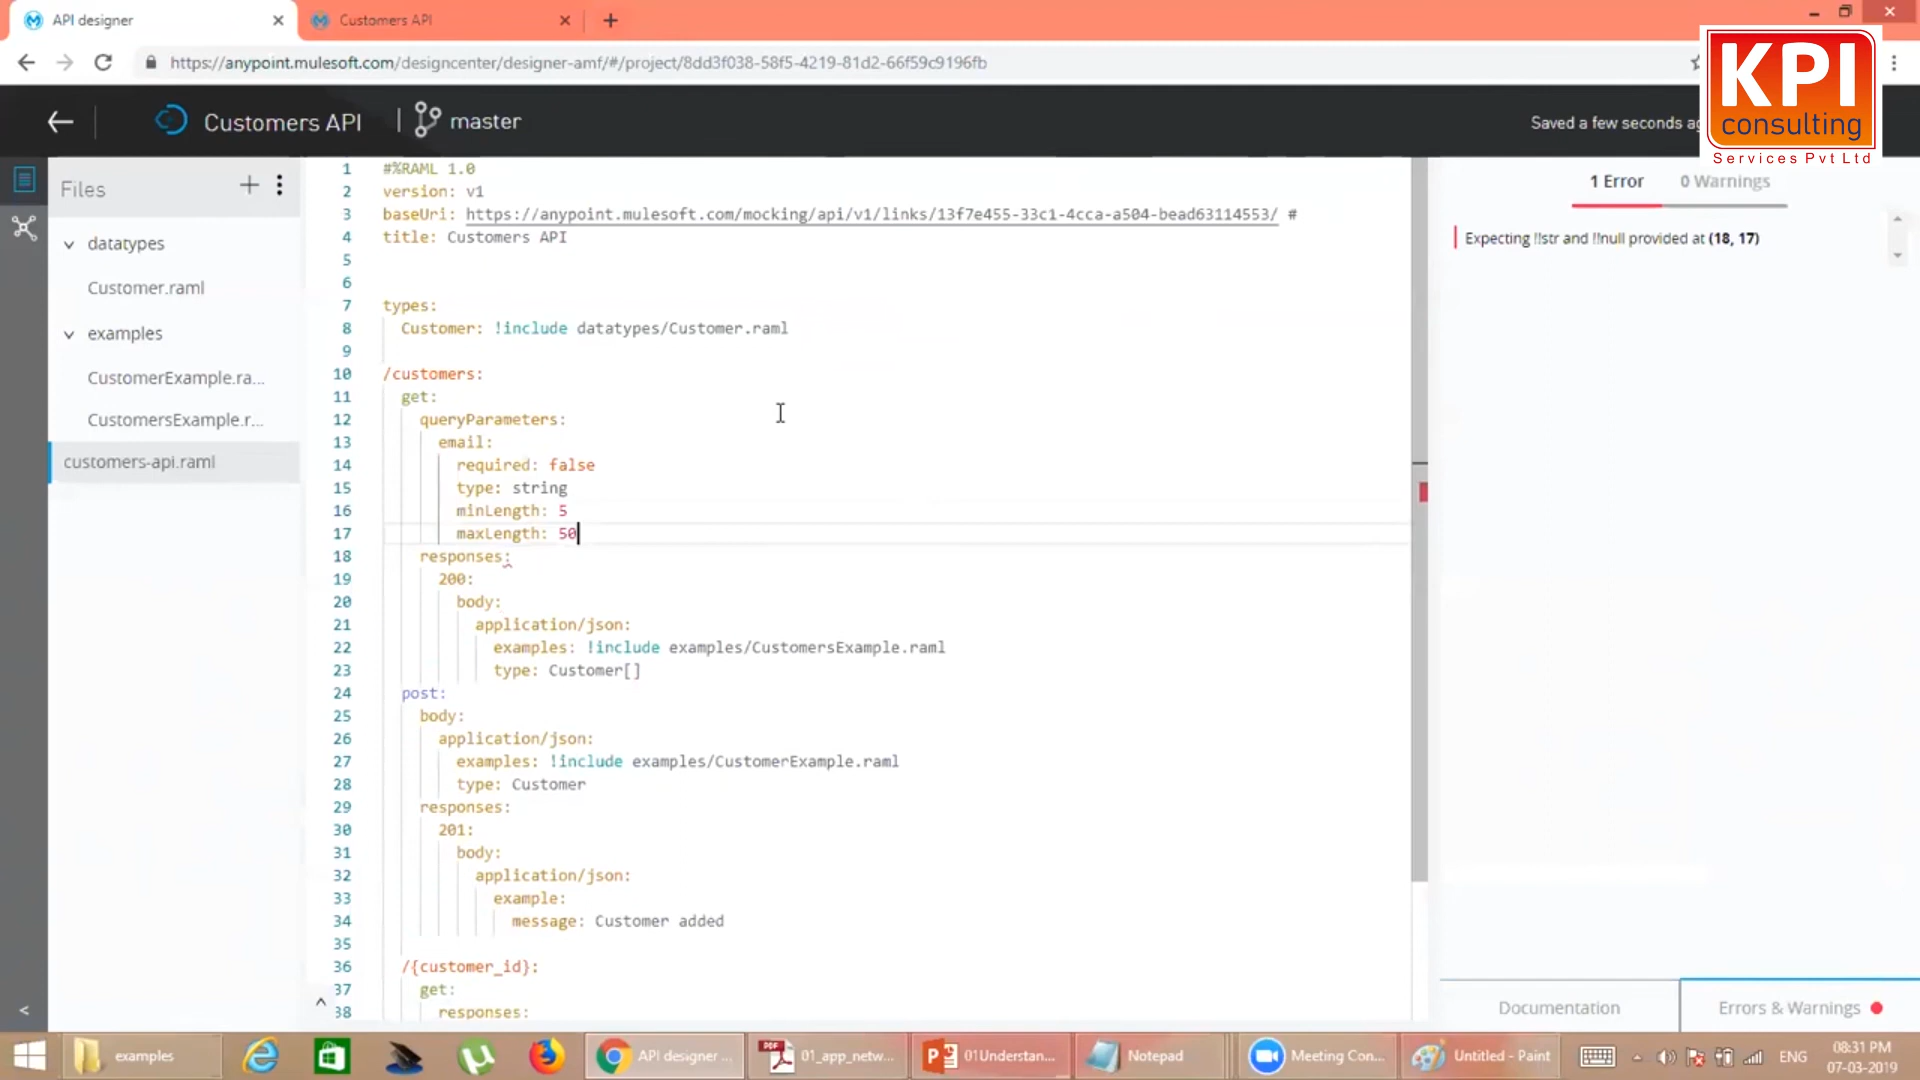 API designer
Customers API
https://anypoint.mulesoft.com/designcenter/designer-amf/#/project/8dd3f038-58f5-4219-81d2-66f59c9196fb
KPI
consulting
Services Pvt Ltd
Customers API
master
Saved a few seconds
Files
datatypes
Customer.raml
examples
CustomerExample.ra...
CustomersExample.r...
customers-api.raml
1 #%RAML 1.0
2 version: v1
3 baseUri: https://anypoint.mulesoft.com/mocking/api/v1/links/13f7e455-33c1-4cca-a504-bead63114553/ #
4 title: Customers API
5
6
7 types:
8 Customer: !include datatypes/Customer.raml
9
10 /customers:
11 get:
12 queryParameters:
13 email:
14 required: false
15 type: string
16 minLength: 5
17 maxLength: 50
18 responses:
19 200:
20 body:
21 application/json:
22 examples: !include examples/CustomersExample.raml
23 type: Customer[]
24 post:
25 body:
26 application/json:
27 examples: !include examples/CustomerExample.raml
28 type: Customer
29 responses:
30 201:
31 body:
32 application/json:
33 example:
34 message: Customer added
35
36 /{customer_id}:
37 get:
38 responses:
1 Error
0 Warnings
Expecting !!str and !!null provided at (18, 17)
Documentation
Errors & Warnings
examples
API designer ...
01_app_netw...
01Understan...
Notepad
Meeting Con...
Untitled - Paint
ENG
08:31 PM
07-03-2019